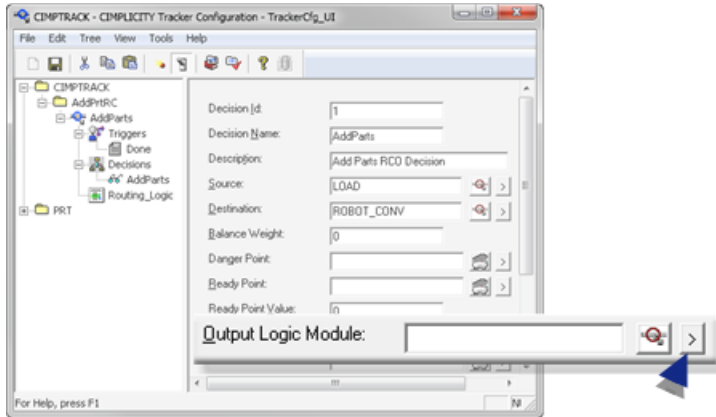 CIMPTRACK - CIMPLICITY Tracker Configuration - TrackerCfg_UI
File Edit Tree View Tools Help
CIMPTRACK
AddPrtRC
AddParts
Triggers
Done
Decisions
AddParts
Routing_Logic
PRT
Decision Id: 1
Decision Name: AddParts
Description: Add Parts RCO Decision
Source: LOAD >
Destination: ROBOT_CONV >
Balance Weight: 0
Danger Point: >
Ready Point: >
Ready Point Value: 0
Output Logic Module: >
For Help, press F1